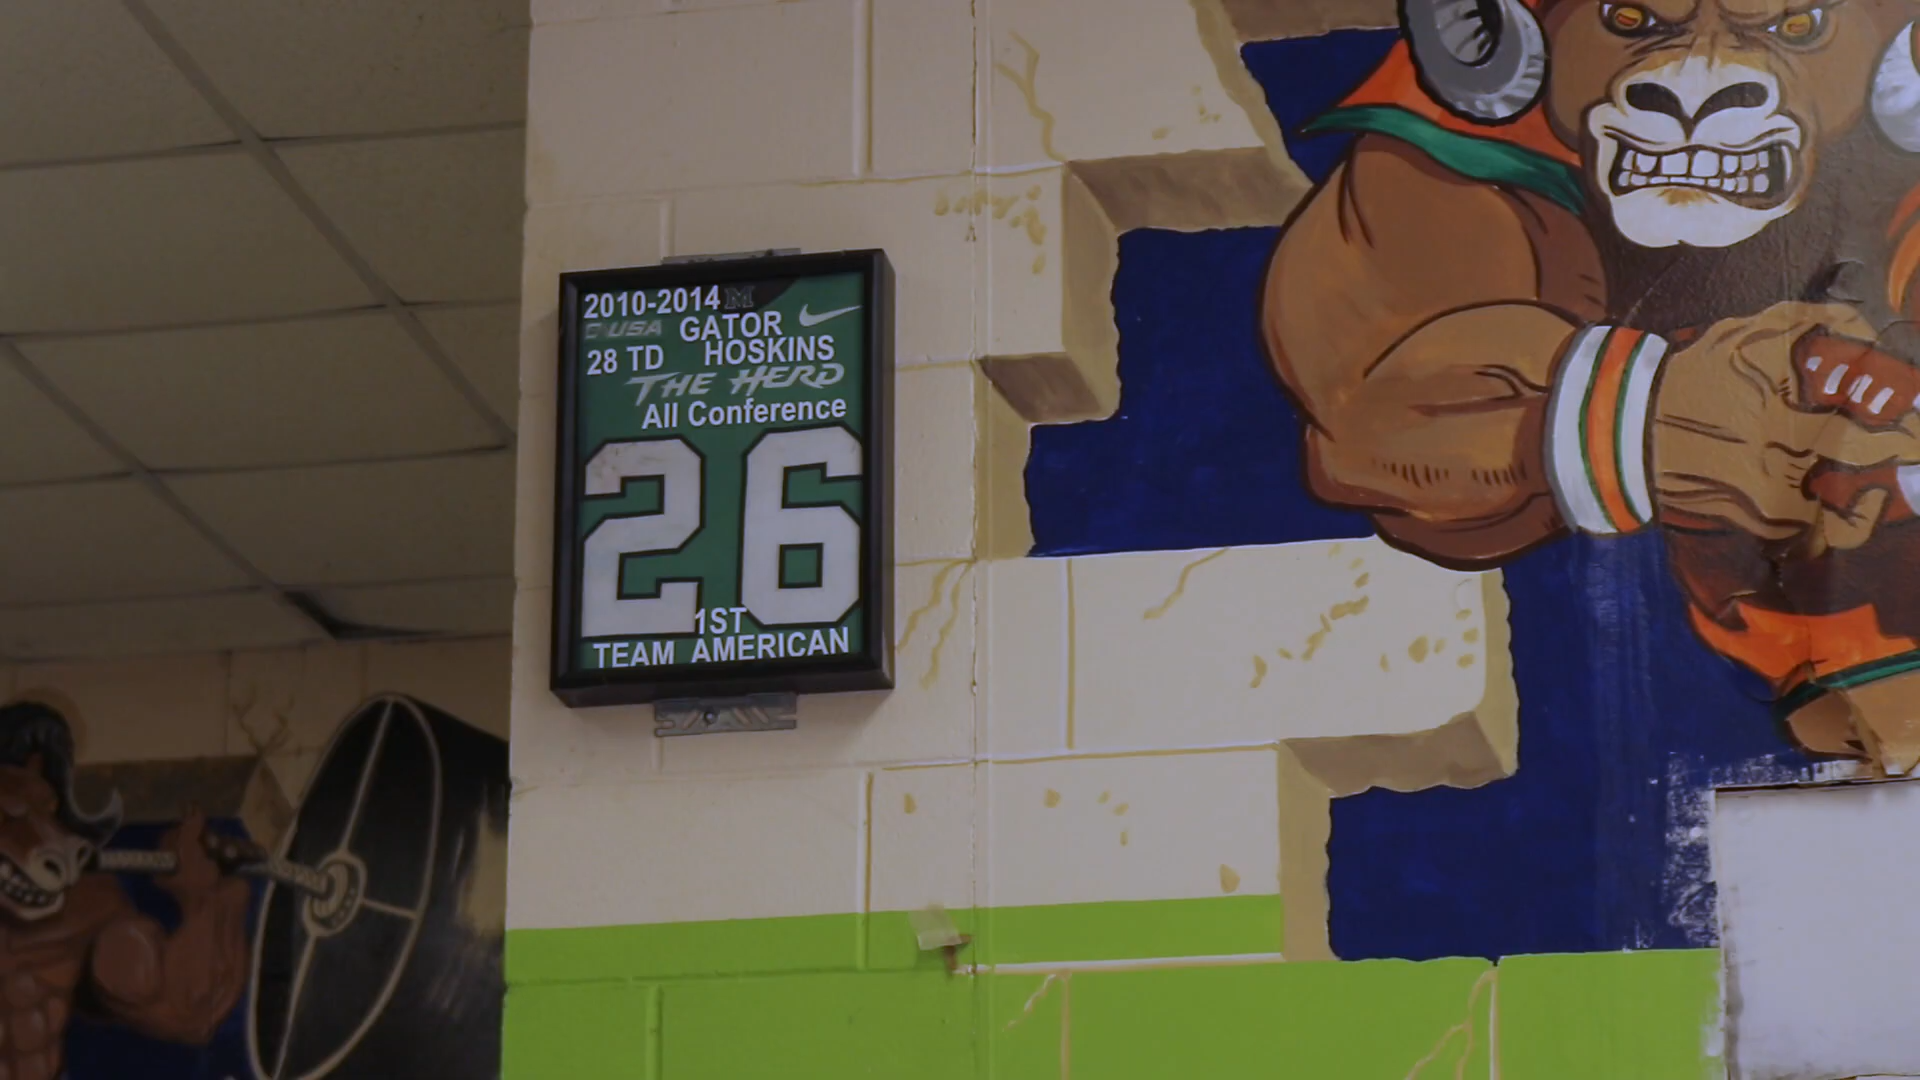 2010-2014 M
C USA GATOR
28 TD HOSKINS
THE HERD
All Conference
26
1ST
TEAM AMERICAN